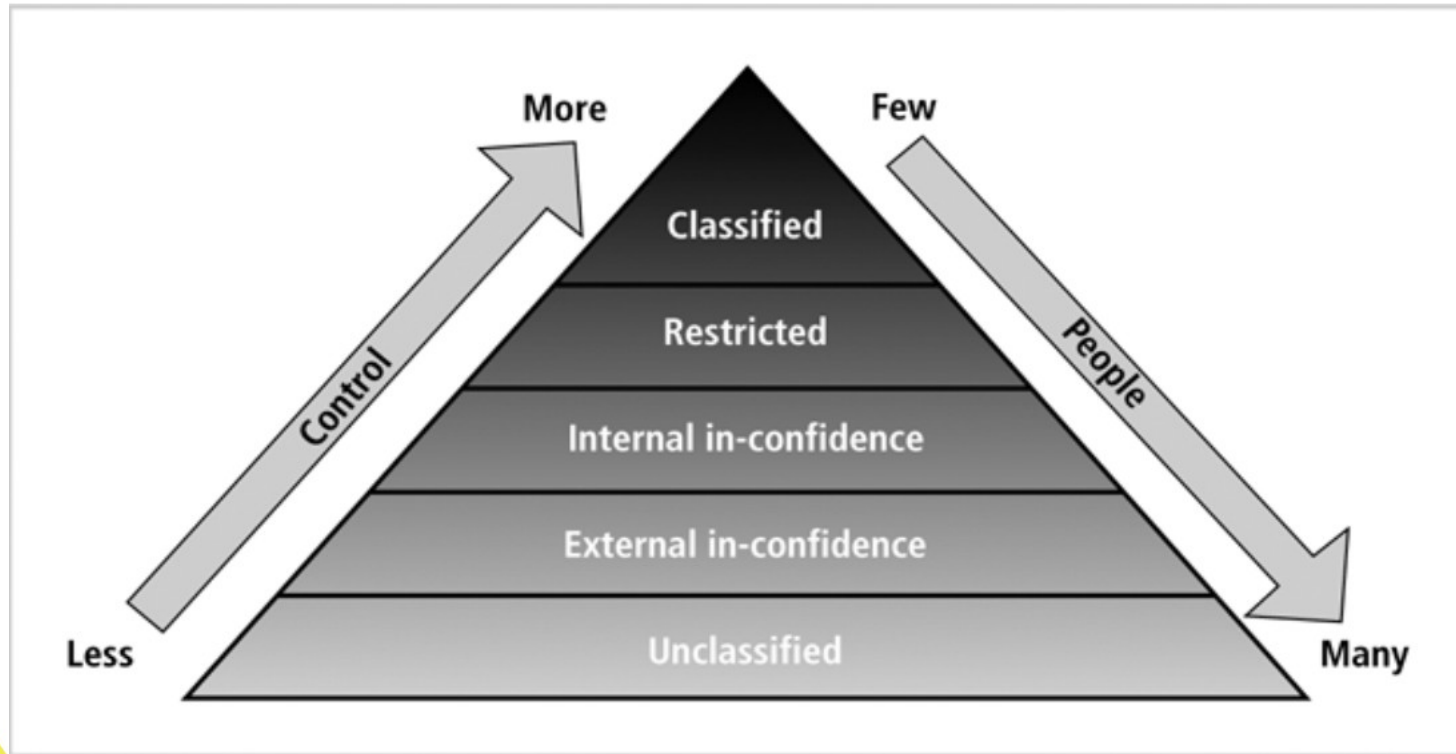 More
Few
Classified
Restricted
Control
People
Internal in-confidence
External in-confidence
Unclassified
Less
Many